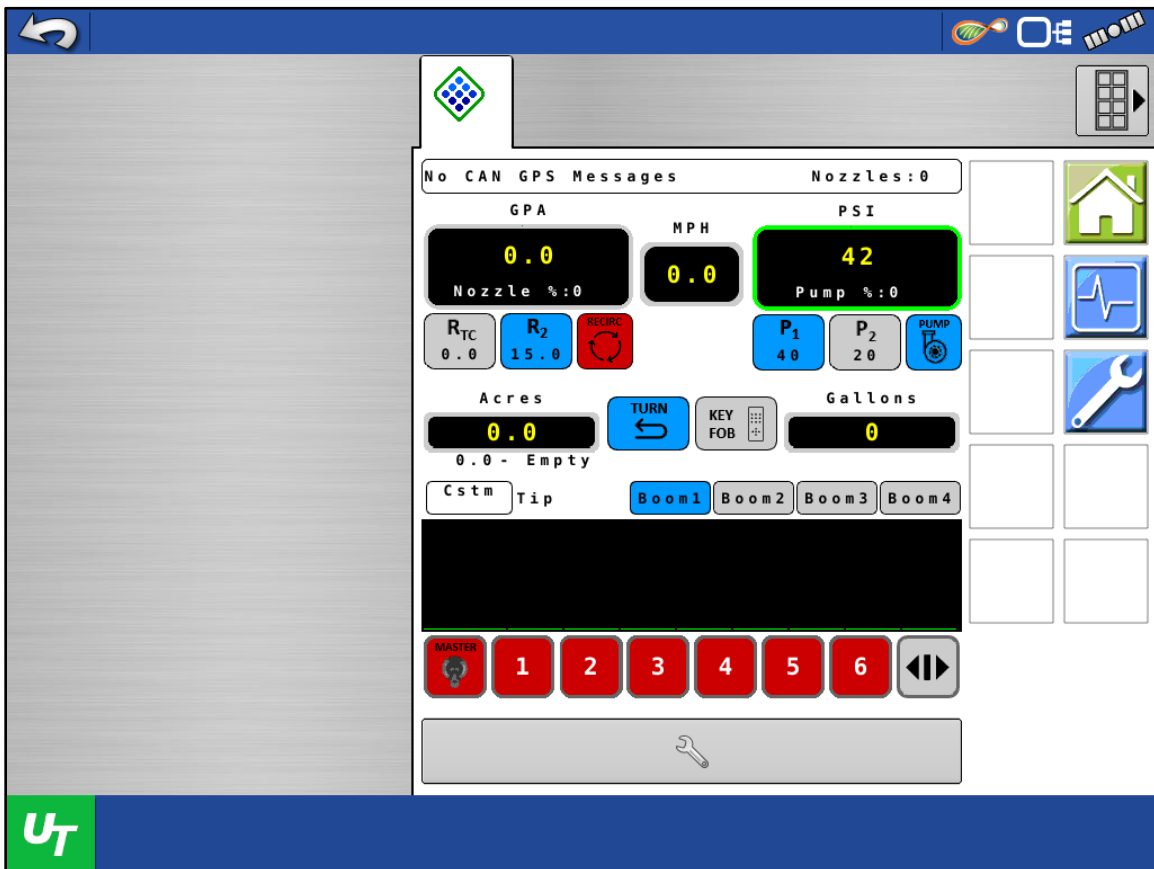 No CAN GPS Messages Nozzles:0
GPA MPH PSI
0.0 0.0 42
Nozzle %:0 Pump %:0
RTC R2 RECIRC P1 P2 PUMP
0.0 15.0 40 20
Acres TURN KEY FOB Gallons
0.0 0
0.0- Empty
Cstm Tip Boom1 Boom2 Boom3 Boom4
MASTER 1 2 3 4 5 6
UT